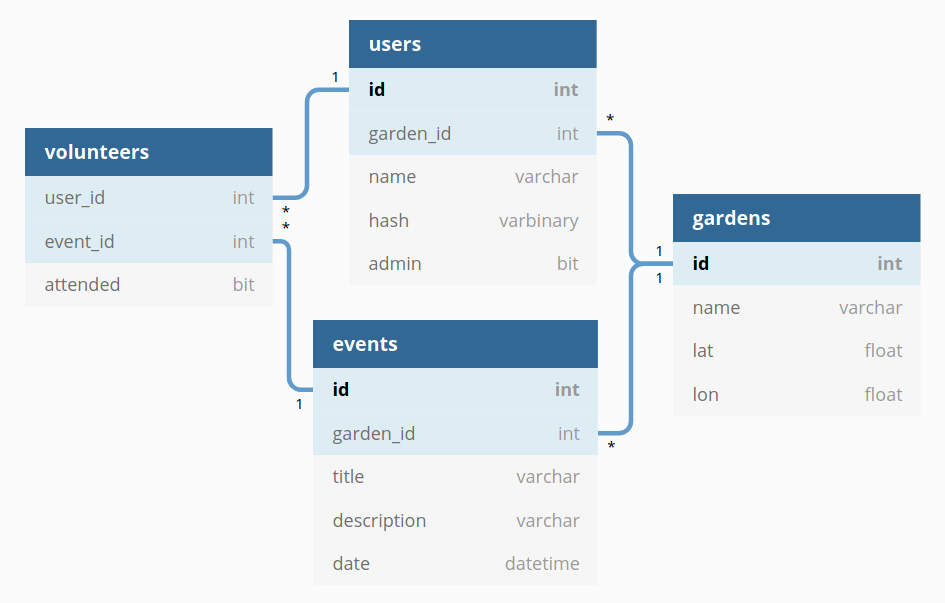 users
1
id int
garden_id int
*
name varchar
hash varbinary
admin bit
volunteers
user_id int
*
*
event_id int
attended bit
gardens
1
id int
1
name varchar
lat float
lon float
events
id int
1
garden_id int
*
title varchar
description varchar
date datetime